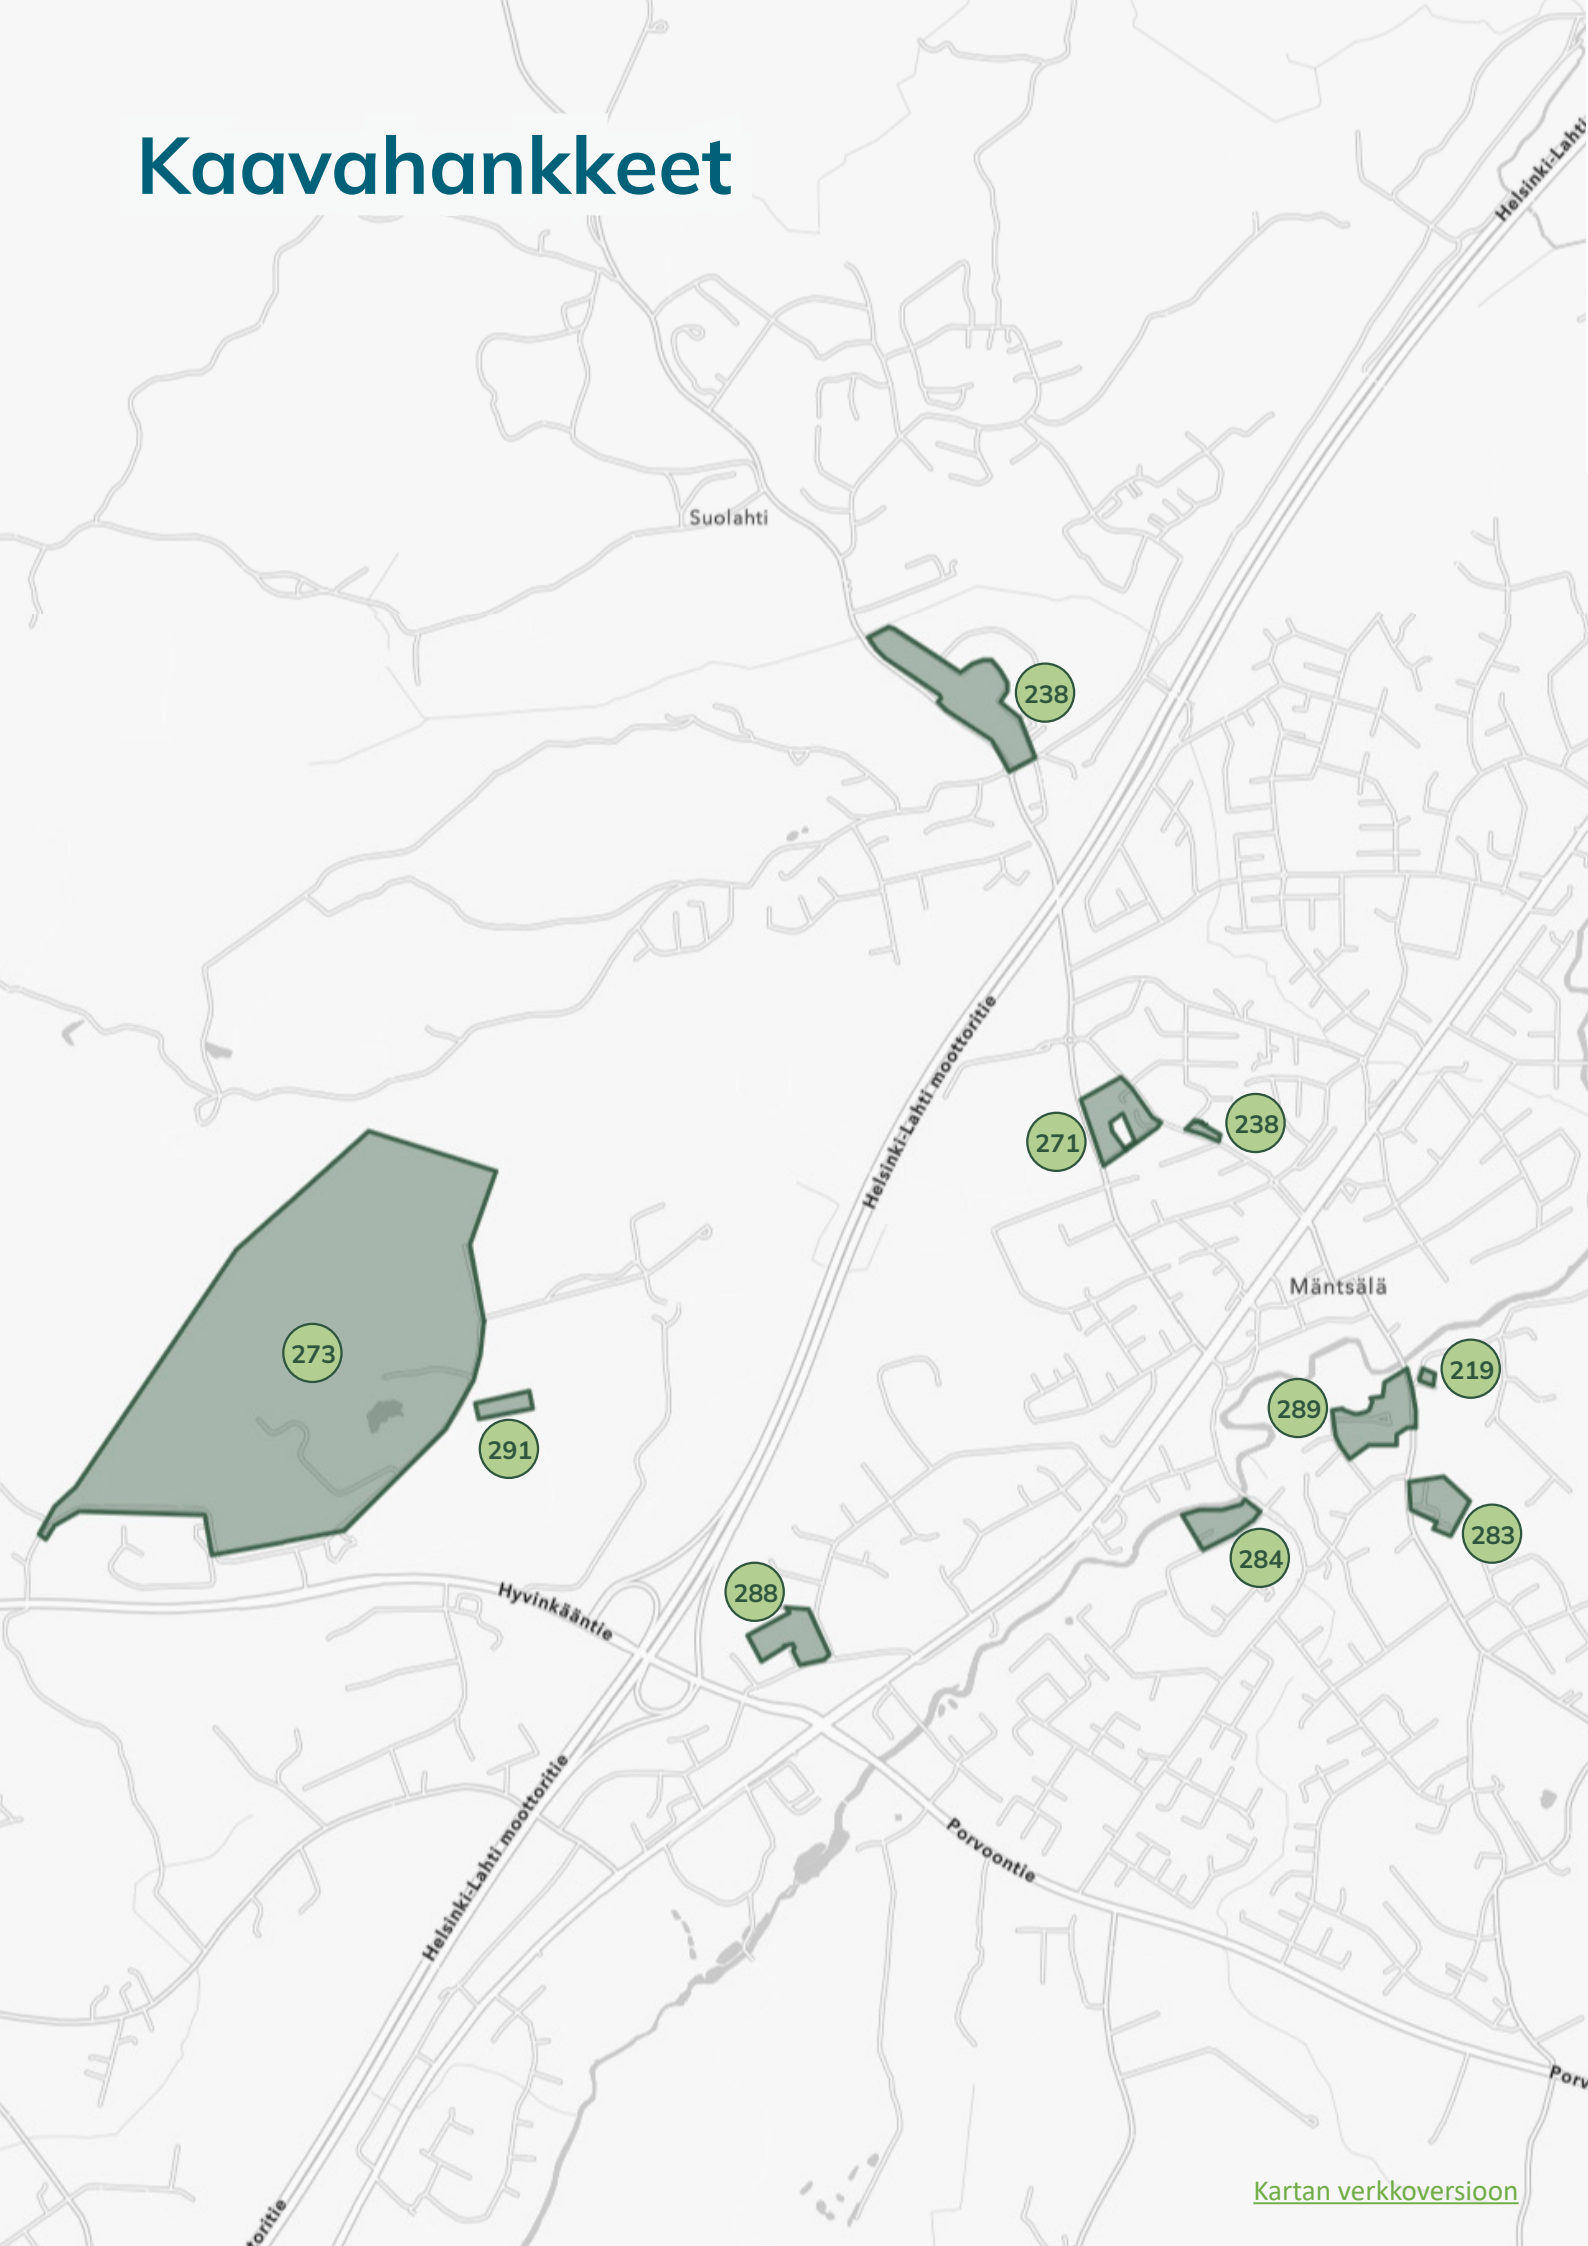 Kaavahankkeet
Helsinki-Lahti
Suolahti
238
Helsinki-Lahti moottoritie
271
238
Mäntsälä
273
219
289
291
283
284
288
Hyvinkääntie
Helsinki-Lahti moottoritie
Porvoontie
Porv
Kartan verkkoversioon
toritie